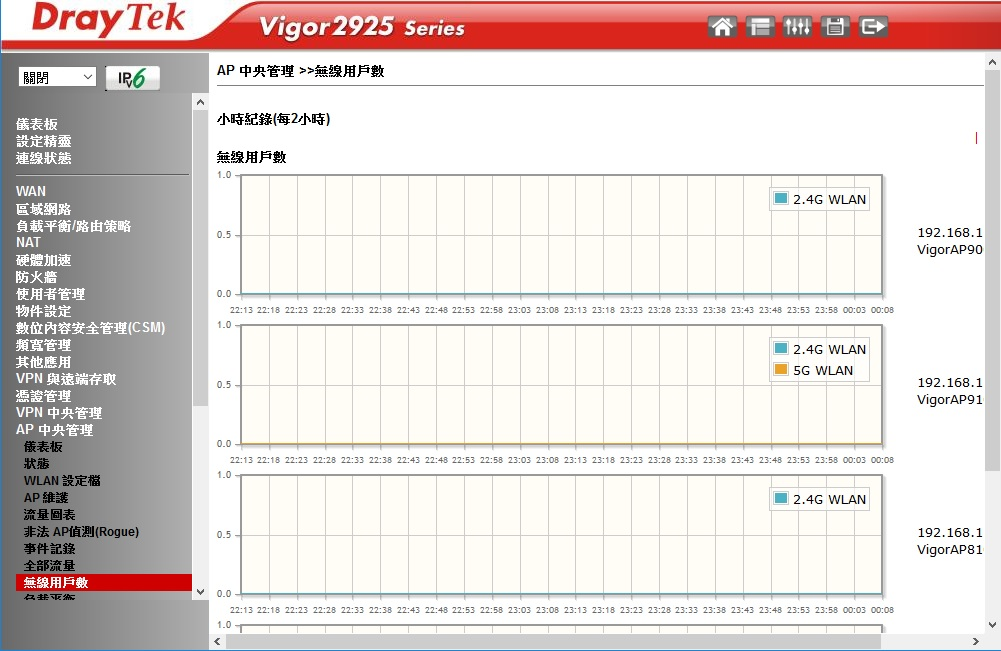 DrayTek
Vigor2925 Series
關閉
IPv6
AP 中央管理 >>無線用戶數
儀表板
設定精靈
連線狀態
WAN
區域網路
負載平衡/路由策略
NAT
硬體加速
防火牆
使用者管理
物件設定
數位內容安全管理(CSM)
頻寬管理
其他應用
VPN 與遠端存取
憑證管理
VPN 中央管理
AP 中央管理
儀表板
狀態
WLAN 設定檔
AP 維護
流量圖表
非法 AP偵測(Rogue)
事件記錄
全部流量
無線用戶數
負載平衡
小時紀錄(每2小時)
無線用戶數
1.0
0.5
0.0
2.4G WLAN
22:13 22:18 22:23 22:28 22:33 22:38 22:43 22:48 22:53 22:58 23:03 23:08 23:13 23:18 23:23 23:28 23:33 23:38 23:43 23:48 23:53 23:58 00:03 00:08
192.168.1
VigorAP90
1.0
0.5
0.0
2.4G WLAN
5G WLAN
22:13 22:18 22:23 22:28 22:33 22:38 22:43 22:48 22:53 22:58 23:03 23:08 23:13 23:18 23:23 23:28 23:33 23:38 23:43 23:48 23:53 23:58 00:03 00:08
192.168.1
VigorAP91
1.0
0.5
0.0
2.4G WLAN
22:13 22:18 22:23 22:28 22:33 22:38 22:43 22:48 22:53 22:58 23:03 23:08 23:13 23:18 23:23 23:28 23:33 23:38 23:43 23:48 23:53 23:58 00:03 00:08
192.168.1
VigorAP81
1.0